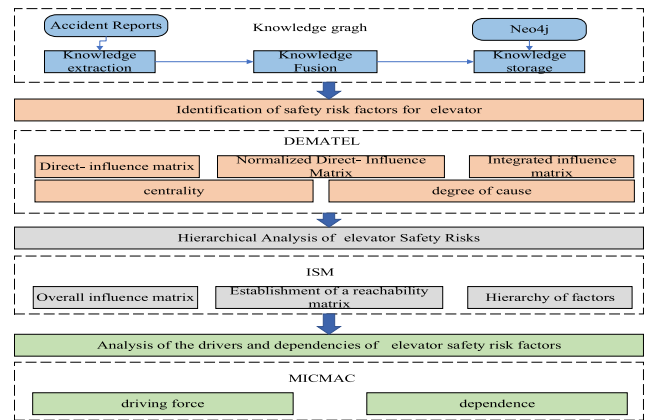 Accident Reports
Knowledge gragh
Neo4j
Knowledge
extraction
Knowledge
Fusion
Knowledge
storage
Identification of safety risk factors for elevator
DEMATEL
Direct- influence matrix
Normalized Direct- Influence
Matrix
Integrated influence
matrix
centrality
degree of cause
Hierarchical Analysis of elevator Safety Risks
ISM
Overall influence matrix
Establishment of a reachability
matrix
Hierarchy of factors
Analysis of the drivers and dependencies of elevator safety risk factors
MICMAC
driving force
dependence